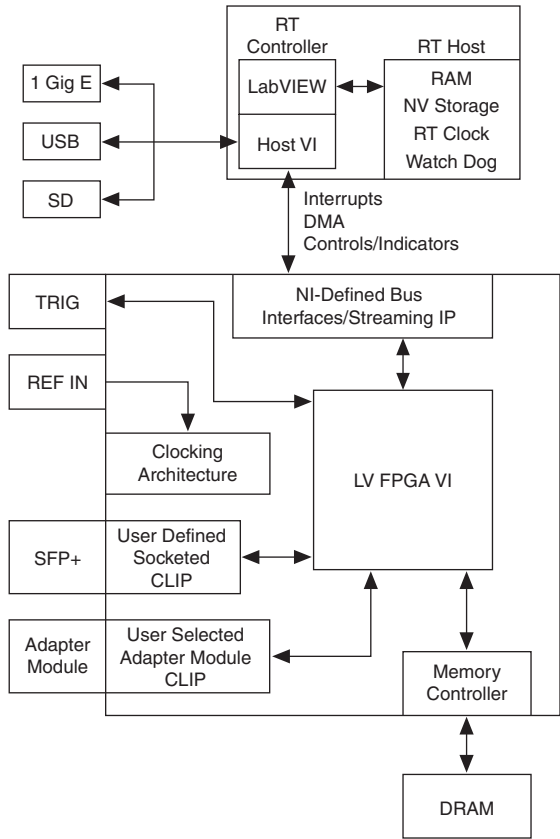 RT
Controller
RT Host
1 Gig E
USB
SD
LabVIEW
Host VI
RAM
NV Storage
RT Clock
Watch Dog
Interrupts
DMA
Controls/Indicators
TRIG
NI-Defined Bus
Interfaces/Streaming IP
REF IN
Clocking
Architecture
LV FPGA VI
SFP+
User Defined
Socketed
CLIP
Adapter
Module
User Selected
Adapter Module
CLIP
Memory
Controller
DRAM